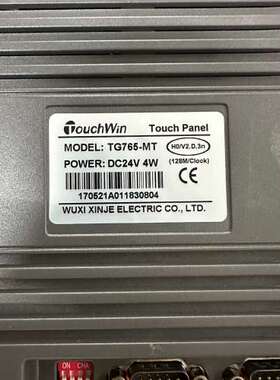 TouchWin Touch Panel
MODEL: TG765-MT H0/V2.D.3n
POWER: DC24V 4W (128M/Clock)
170521A011830804
WUXI XINJE ELECTRIC CO., LTD.
ON CHA